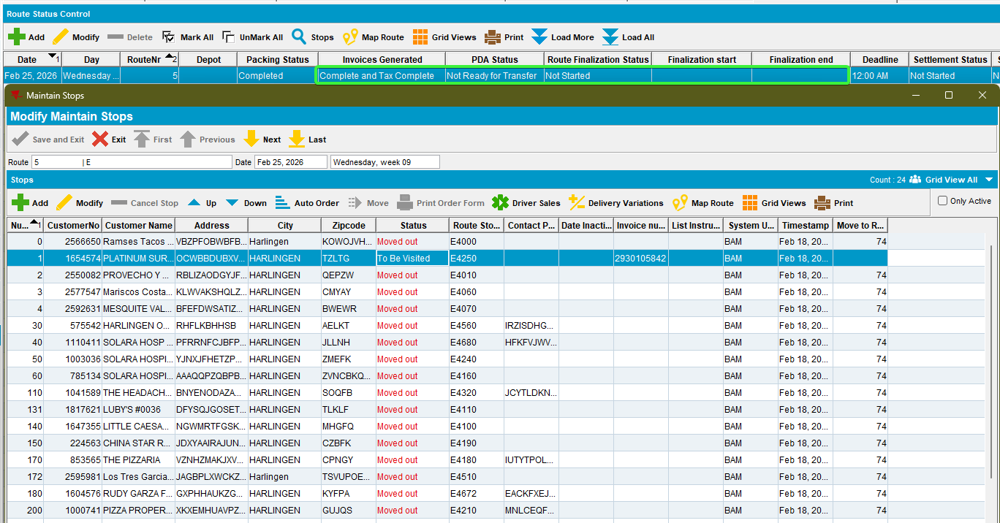 Route Status Control
Add Modify Delete Mark All UnMark All Stops Map Route Grid Views Print Load More Load All
Date 1 Day RouteNr 2 Depot Packing Status Invoices Generated PDA Status Route Finalization Status Finalization start Finalization end Deadline Settlement Status
Feb 25, 2026 Wednesday ... 5 Completed Complete and Tax Complete Not Ready for Transfer Not Started 12:00 AM Not Started
Maintain Stops
Modify Maintain Stops
Save and Exit Exit First Previous Next Last
Route 5 | E Date Feb 25, 2026 Wednesday, week 09
Stops Count : 24 Grid View All
Add Modify Cancel Stop Up Down Auto Order Move Print Order Form Driver Sales Delivery Variations Map Route Grid Views Print Only Active
Nu... 1 CustomerNo Customer Name Address City Zipcode Status Route Sto... Contact P... Date Inacti... Invoice nu... List Instru... System U... Timestamp Move to R...
0 2566650 Ramses Tacos ... VBZPFOBWBFB... Harlingen KOWOJVH... Moved out E4000 BAM Feb 18, 20... 74
1 1654574 PLATINUM SUR... OCWBBDUBXV... HARLINGEN TZLTG To Be Visited E4250 2930105842 BAM Feb 18, 20... 74
2 2550082 PROVECHO Y ... RBLIZAODGYJF... HARLINGEN QEPZW Moved out E4010 BAM Feb 18, 20... 74
3 2577547 Mariscos Costa... KLWVAKSHQLZ... HARLINGEN CMYAY Moved out E4060 BAM Feb 18, 20... 74
4 2592631 MESQUITE VAL... BFEFDWSATIZ... HARLINGEN BWEWR Moved out E4070 BAM Feb 18, 20... 74
30 575542 HARLINGEN O... RHFLKBHHSB HARLINGEN AELKT Moved out E4560 IRZISDHG... BAM Feb 18, 20... 74
40 1110411 SOLARA HOSP ... PFRRNFCJBFP... HARLINGEN JLLNH Moved out E4680 HFKFVJWV... BAM Feb 18, 20... 74
50 1003036 SOLARA HOSPI... YJNXJFHETZP... HARLINGEN ZMEFK Moved out E4240 BAM Feb 18, 20... 74
60 785134 SOLARA HOSPI... AAAQQPZQBPB... HARLINGEN ZVNCBKQ... Moved out E4160 BAM Feb 18, 20... 74
110 1041589 THE HEADACH... BNYENODAZA... HARLINGEN SOQFB Moved out E4320 JCYTLDKN... BAM Feb 18, 20... 74
131 1817621 LUBY'S #0036 DFYSQJGOSET... HARLINGEN TLKLF Moved out E4110 BAM Feb 18, 20... 74
140 1647355 LITTLE CAESA... NGWMRTFGSK... HARLINGEN MHGFQ Moved out E4100 BAM Feb 18, 20... 74
150 224563 CHINA STAR R... JDXYAAIRAJUN... HARLINGEN CZBFK Moved out E4190 BAM Feb 18, 20... 74
170 853565 THE PIZZARIA VZNHZMAKJXV... HARLINGEN CPNGY Moved out E4180 IUTYTPOL... BAM Feb 18, 20... 74
172 2595981 Los Tres Garcia... JAGBPLXWCKZ... Harlingen TSVUPOE... Moved out E4510 BAM Feb 18, 20... 74
180 1604576 RUDY GARZA F... GXPHHAUKZG... HARLINGEN KYFPA Moved out E4672 EACKFXEJ... BAM Feb 18, 20... 74
200 1000741 PIZZA PROPER... XKXEMHUAVPZ... HARLINGEN GUJQS Moved out E4210 MNLCEQF... BAM Feb 18, 20... 74